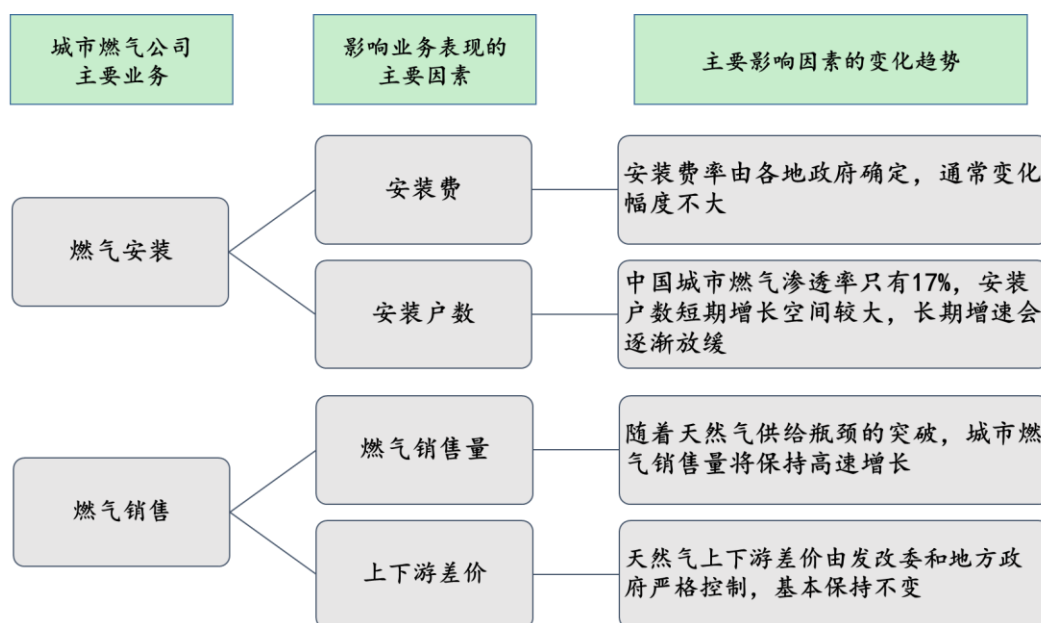 城市燃气公司
主要业务
影响业务表现的
主要因素
主要影响因素的变化趋势
燃气安装
安装费
安装费率由各地政府确定，通常变化
幅度不大
安装户数
中国城市燃气渗透率只有17%，安装
户数短期增长空间较大，长期增速会
逐渐放缓
燃气销售
燃气销售量
随着天然气供给瓶颈的突破，城市燃
气销售量将保持高速增长
上下游差价
天然气上下游差价由发改委和地方政
府严格控制，基本保持不变